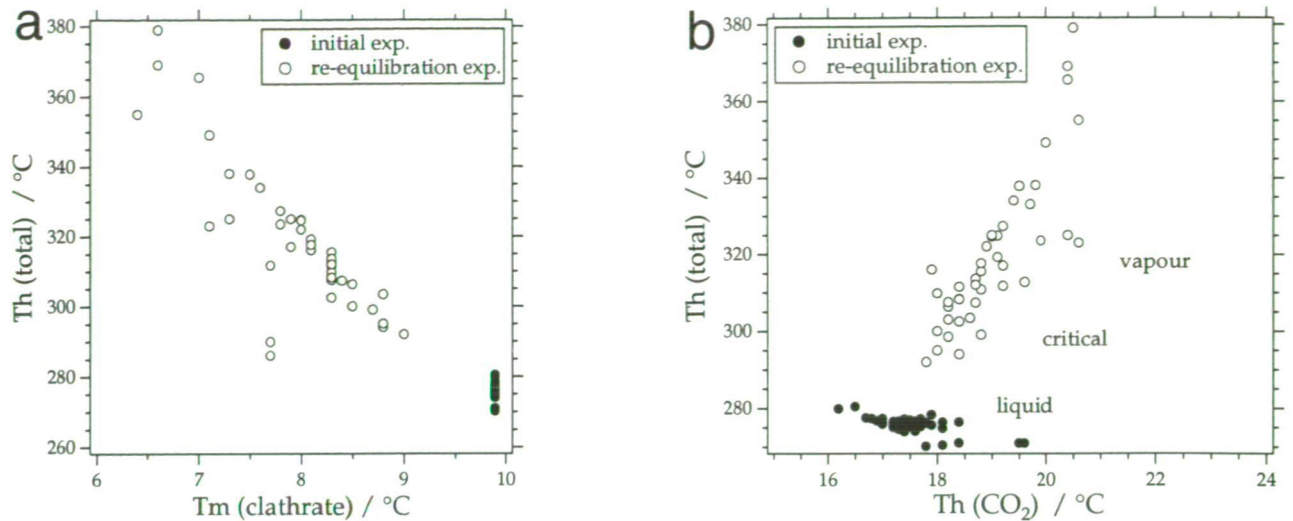 a
380
360
340
320
300
280
260
Th (total) / °C
initial exp.
re-equilibration exp.
6
7
8
9
10
Tm (clathrate) / °C
b
380
360
340
320
300
280
Th (total) / °C
initial exp.
re-equilibration exp.
vapour
critical
liquid
16
18
20
22
24
Th (CO₂) / °C